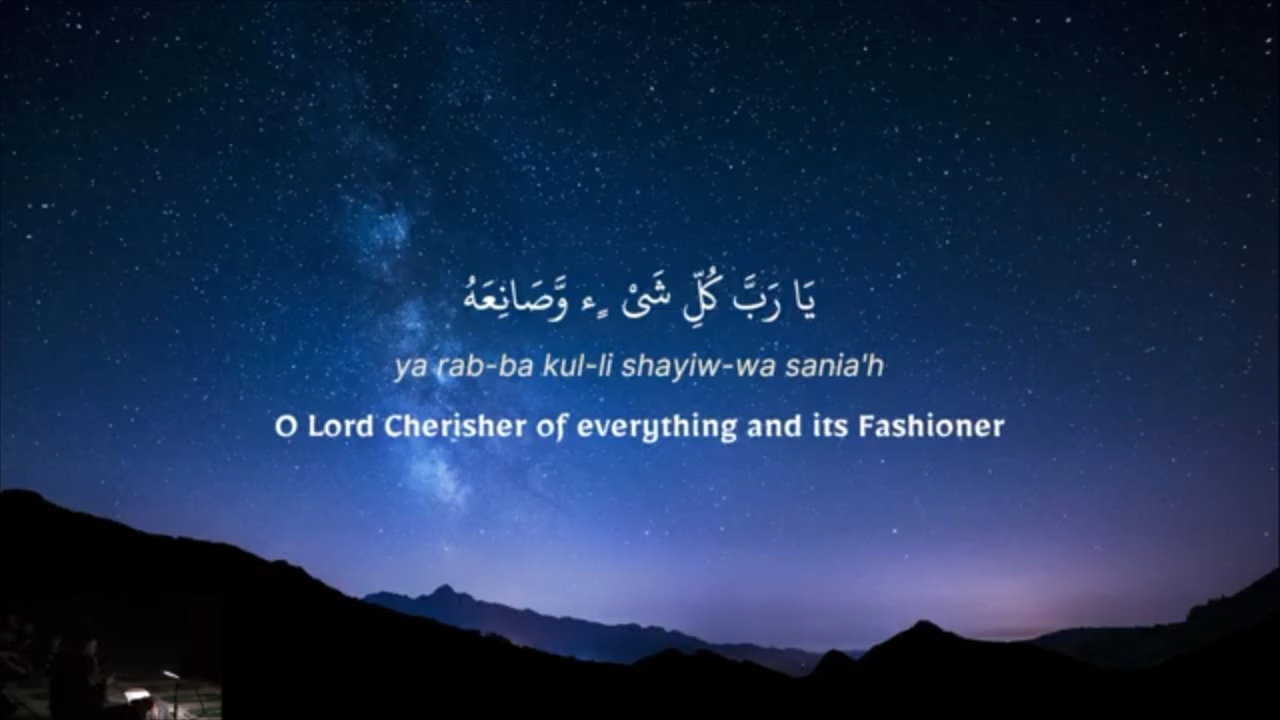 يَا رَبَّ كُلِّ شَىْ ءٍ وَّصَانِعَهُ
ya rab-ba kul-li shayiw-wa sania'h
O Lord Cherisher of everything and its Fashioner